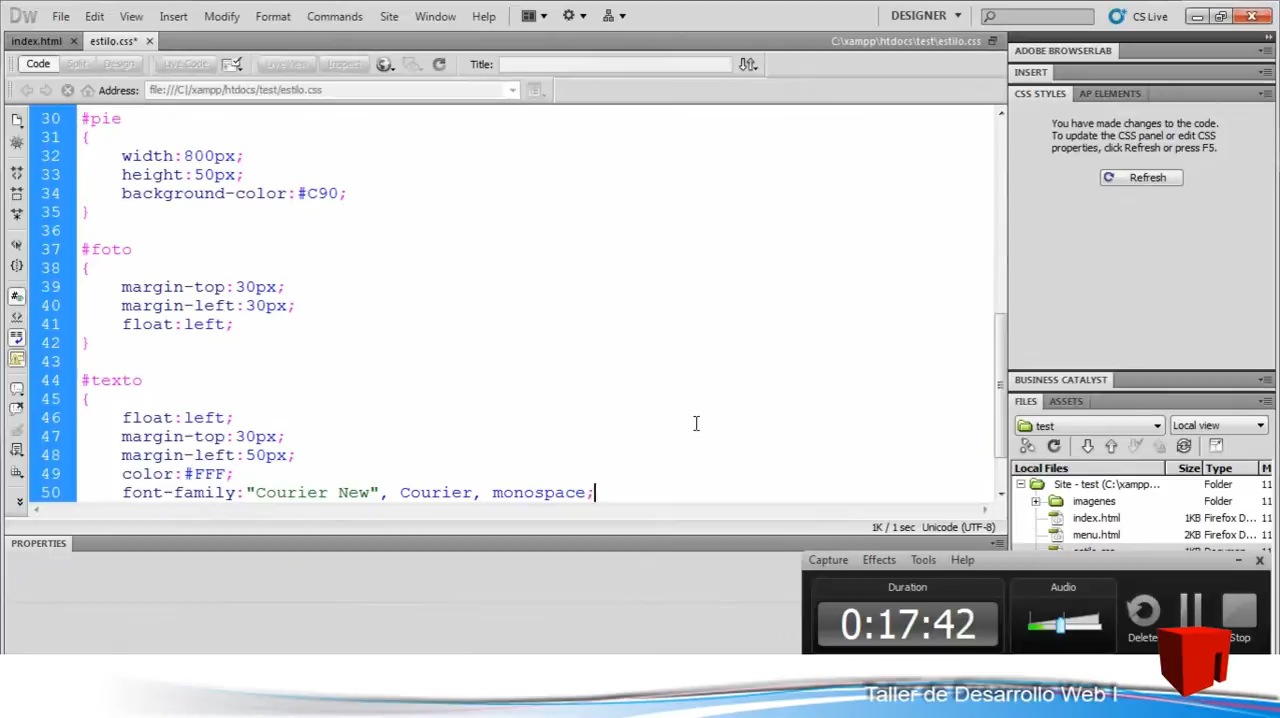 Dw File Edit View Insert Modify Format Commands Site Window Help DESIGNER CS Live
index.html estilo.css* C:\xampp\htdocs\test\estilo.css
Code Split Design Live Code Live View Inspect Title:
Address: file:///C|/xampp/htdocs/test/estilo.css
30 #pie
31 {
32 width:800px;
33 height:50px;
34 background-color:#C90;
35 }
36
37 #foto
38 {
39 margin-top:30px;
40 margin-left:30px;
41 float:left;
42 }
43
44 #texto
45 {
46 float:left;
47 margin-top:30px;
48 margin-left:50px;
49 color:#FFF;
50 font-family:"Courier New", Courier, monospace;
1K / 1 sec Unicode (UTF-8)
PROPERTIES
ADOBE BROWSERLAB
INSERT
CSS STYLES AP ELEMENTS
You have made changes to the code.
To update the CSS panel or edit CSS
properties, click Refresh or press F5.
Refresh
BUSINESS CATALYST
FILES ASSETS
test Local view
Local Files Size Type M
Site - test (C:\xampp... Folder 11
imagenes Folder 11
index.html 1KB Firefox D... 11
menu.html 2KB Firefox D... 11
Capture Effects Tools Help
Duration Audio
0:17:42
Delete Stop
Taller de Desarrollo Web I